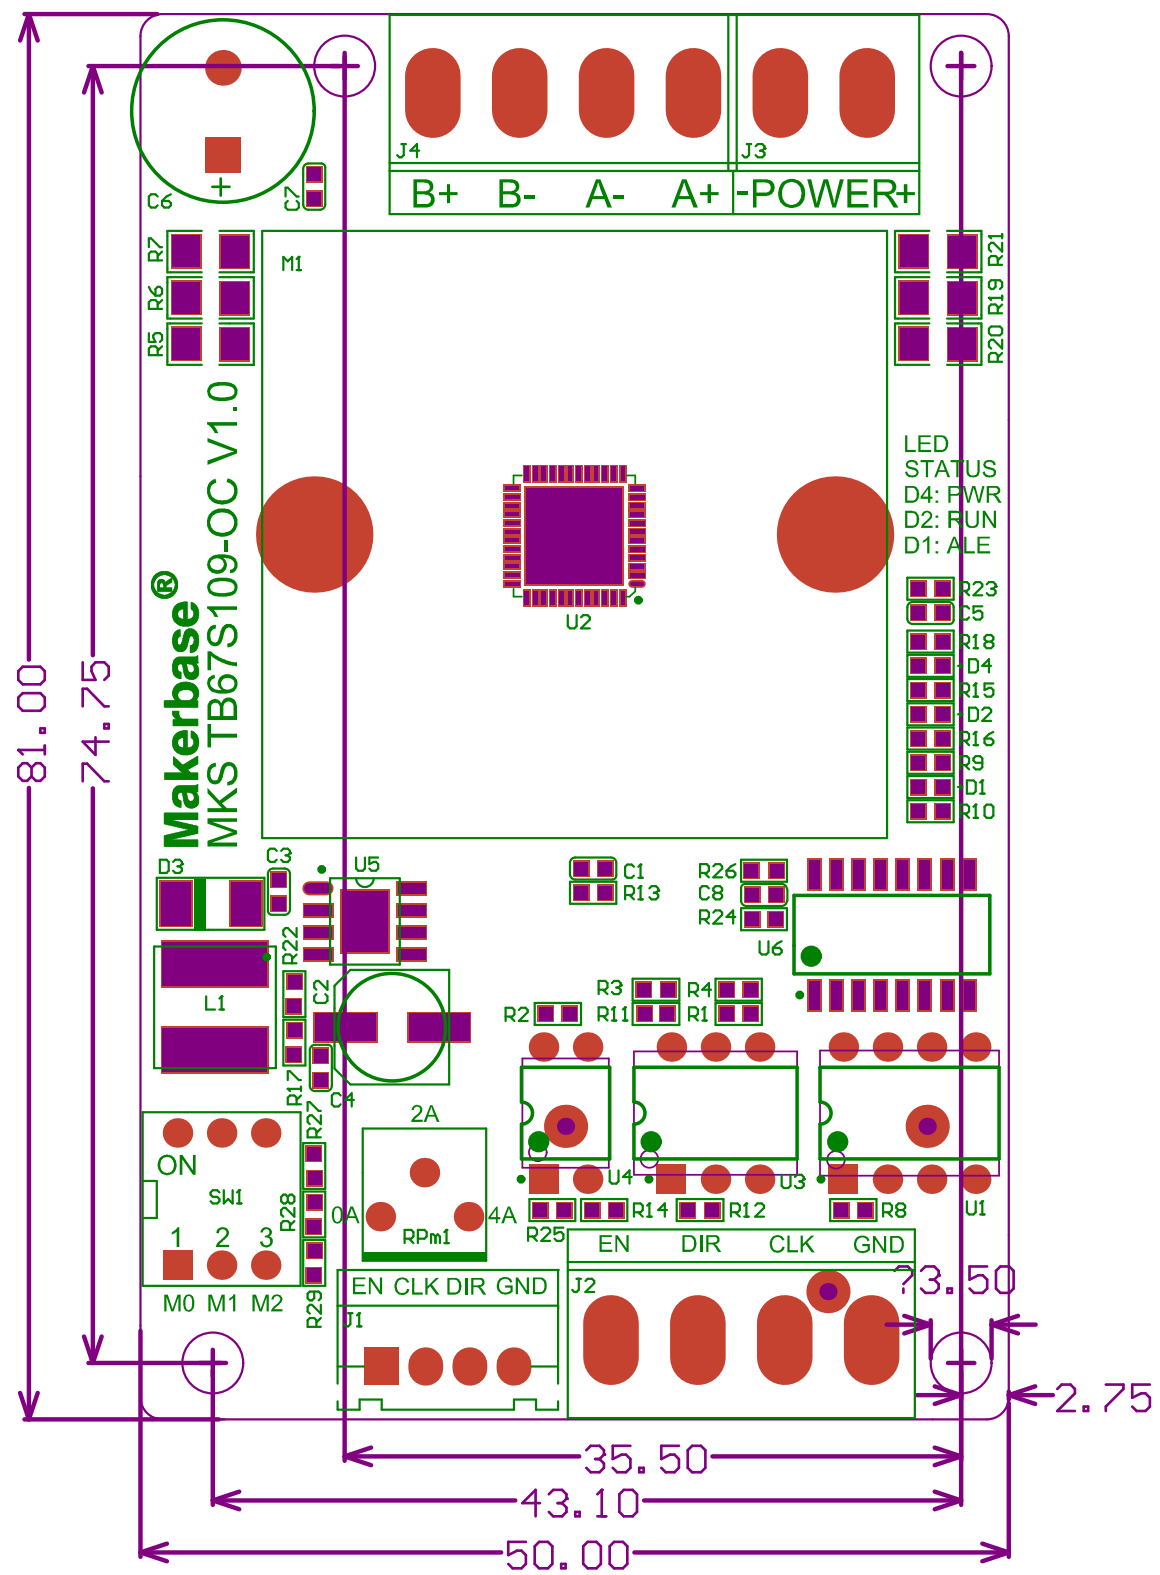 J4
J3
B+ B- A- A+ -POWER+
C6
+
C7
R7
R6
R5
M1
R21
R19
R20
LED
STATUS
D4: PWR
D2: RUN
D1: ALE
Makerbase®
MKS TB67S109-OC V1.0
U2
R23
C5
R18
D4
R15
D2
R16
R9
D1
R10
81.00
74.75
D3
C3
U5
C1
R13
R26
C8
R24
U6
R22
L1
C2
R3
R4
R2
R11
R1
R17
C4
R27
2A
ON
SW1
R28
0A
4A
RPm1
U4
U3
U1
1 2 3
R25
R14
R12
R8
EN DIR CLK GND
M0 M1 M2
R29
EN CLK DIR GND
J1
J2
?3.50
2.75
35.50
43.10
50.00